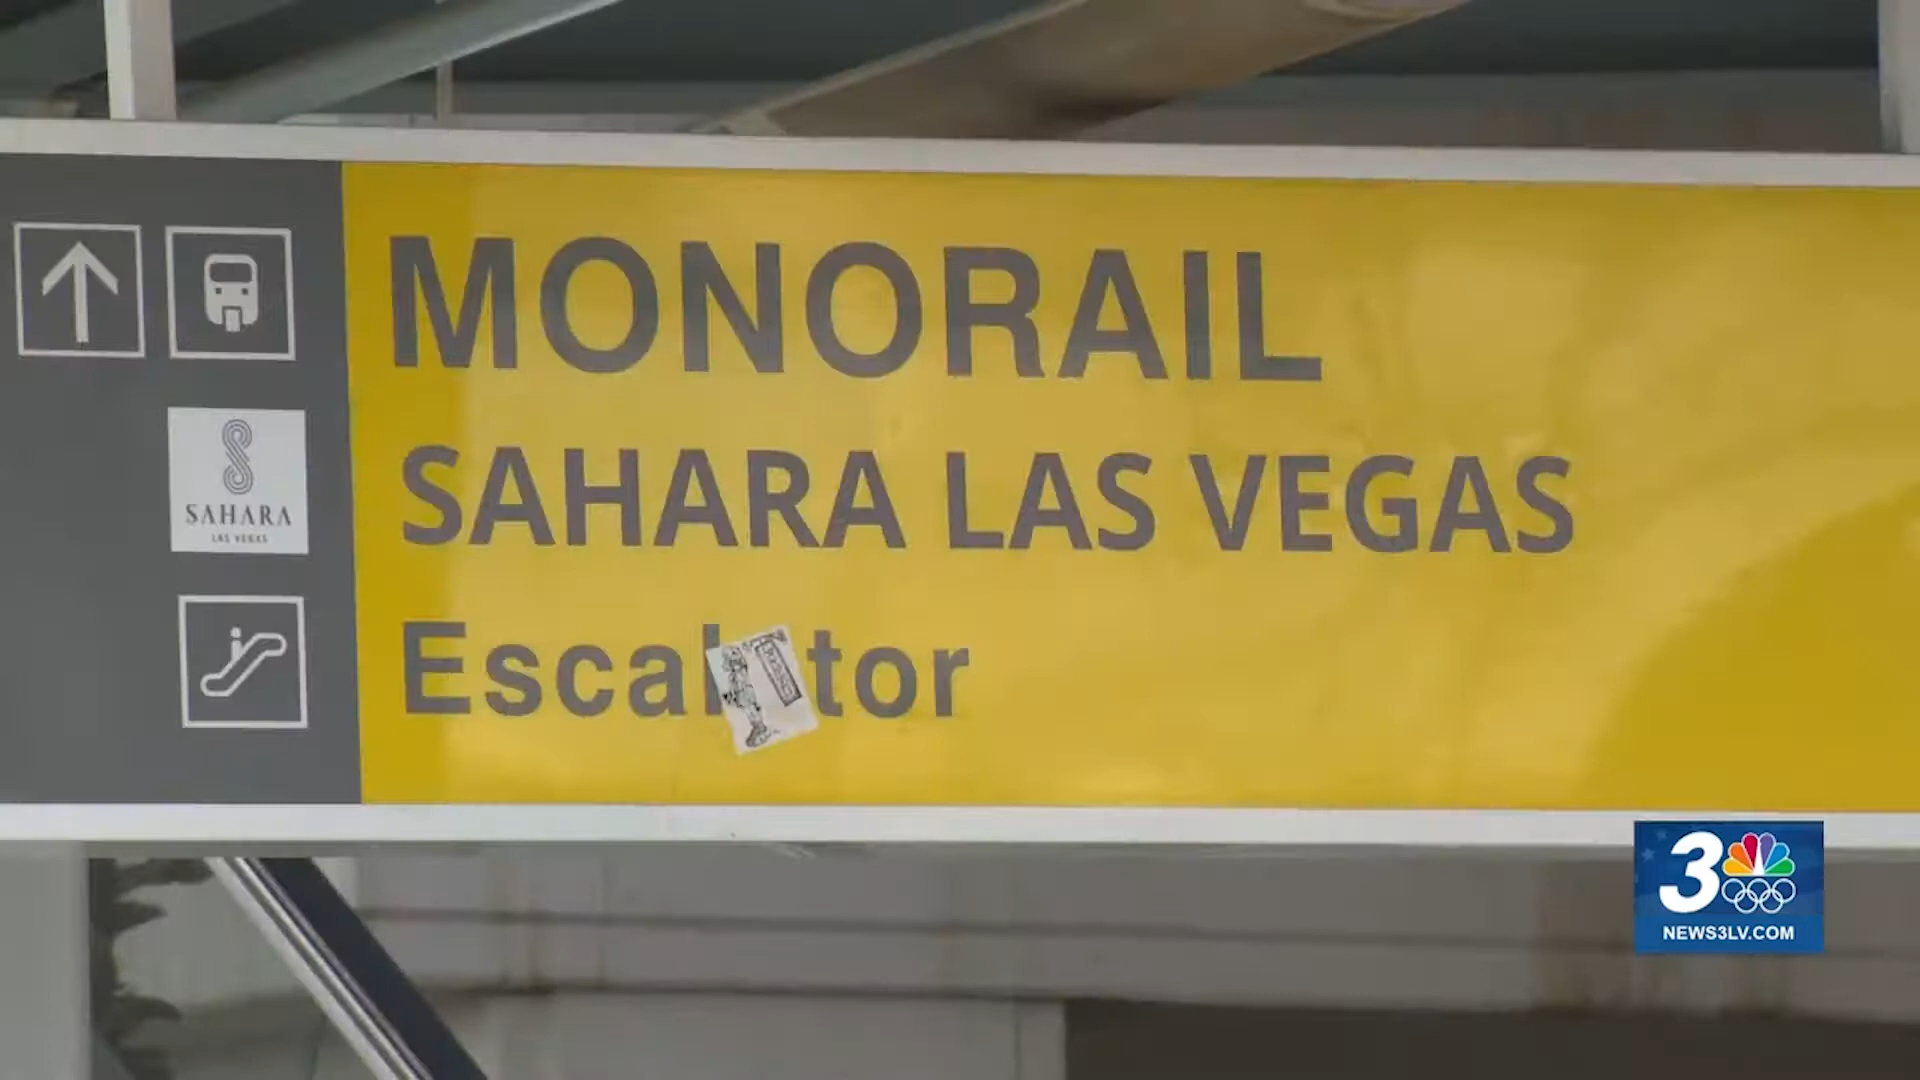 MONORAIL
SAHARA LAS VEGAS
SAHARA
LAS VEGAS
Escal tor
3
NEWS3LV.COM